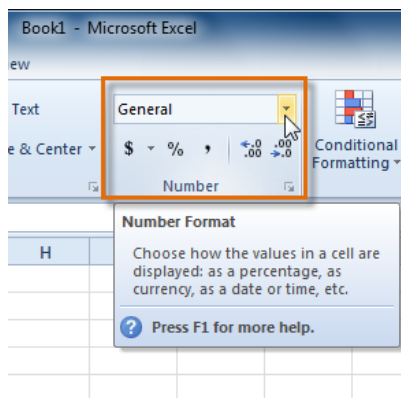 Book1 - Microsoft Excel
ew
Text
General
e & Center
$ % , .0 .00 .00 .0
Conditional
Formatting
Number
H
Number Format
Choose how the values in a cell are
displayed: as a percentage, as
currency, as a date or time, etc.
? Press F1 for more help.